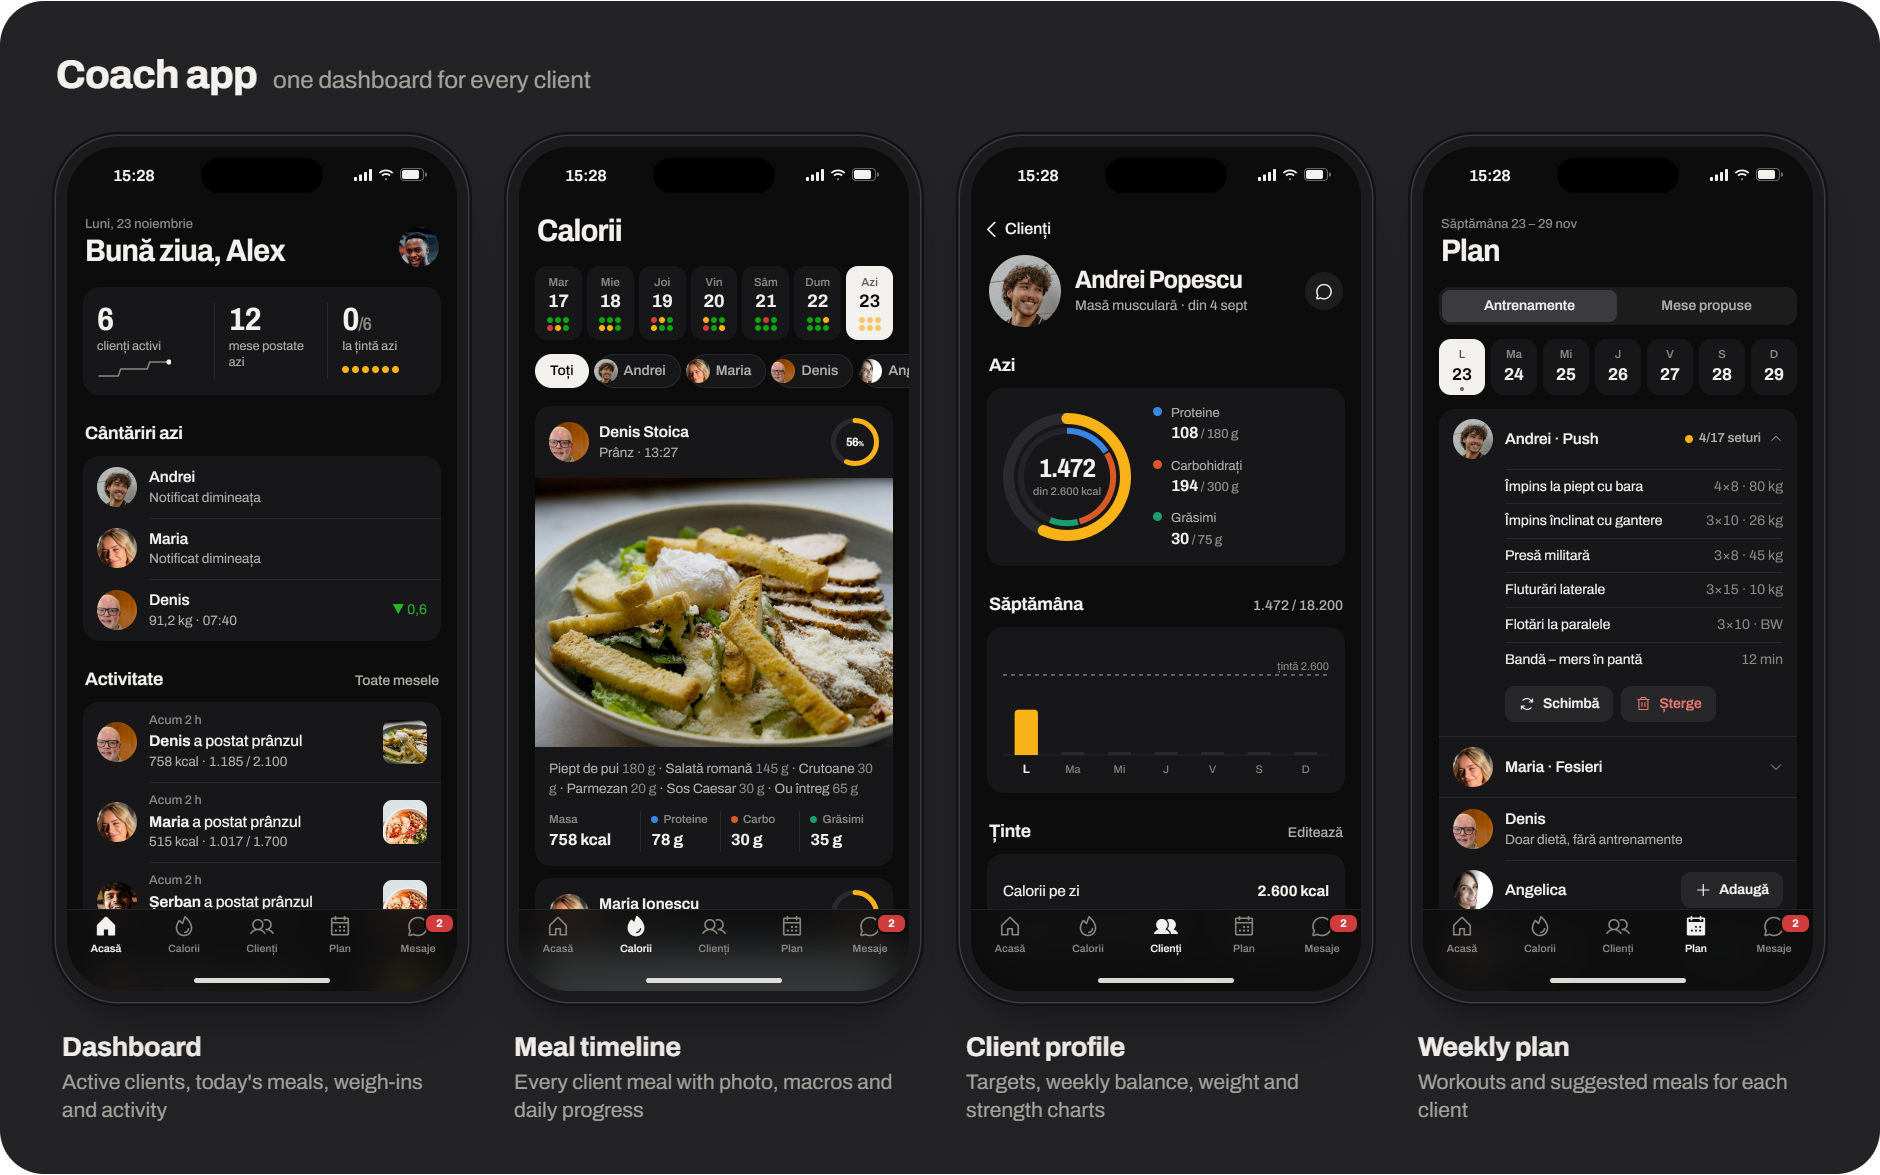 Coach app one dashboard for every client
15:28
Luni, 23 noiembrie
Bună ziua, Alex
6
clienți activi
12
mese postate
azi
0/6
la țintă azi
Cântăriri azi
Andrei
Notificat dimineața
Maria
Notificat dimineața
Denis
91,2 kg · 07:40
▼ 0,6
Activitate Toate mesele
Acum 2 h
Denis a postat prânzul
758 kcal · 1.185 / 2.100
Acum 2 h
Maria a postat prânzul
515 kcal · 1.017 / 1.700
Acum 2 h
Șerban a postat prânzul
2
Acasă Calorii Clienți Plan Mesaje
Dashboard
Active clients, today's meals, weigh-ins
and activity
15:28
Calorii
Mar Mie Joi Vin Sâm Dum Azi
17 18 19 20 21 22 23
Toți Andrei Maria Denis Ang
Denis Stoica
Prânz · 13:27
56%
Piept de pui 180 g · Salată romană 145 g · Crutoane 30
g · Parmezan 20 g · Sos Caesar 30 g · Ou întreg 65 g
Masa Proteine Carbo Grăsimi
758 kcal 78 g 30 g 35 g
Maria Ionescu
2
Acasă Calorii Clienți Plan Mesaje
Meal timeline
Every client meal with photo, macros and
daily progress
15:28
Clienți
Andrei Popescu
Masă musculară · din 4 sept
Azi
1.472
din 2.600 kcal
Proteine
108 / 180 g
Carbohidrați
194 / 300 g
Grăsimi
30 / 75 g
Săptămâna 1.472 / 18.200
țintă 2.600
L Ma Mi J V S D
Ținte Editează
Calorii pe zi 2.600 kcal
2
Acasă Calorii Clienți Plan Mesaje
Client profile
Targets, weekly balance, weight and
strength charts
15:28
Săptămâna 23 – 29 nov
Plan
Antrenamente Mese propuse
L Ma Mi J V S D
23 24 25 26 27 28 29
Andrei · Push 4/17 seturi
Împins la piept cu bara 4×8 · 80 kg
Împins înclinat cu gantere 3×10 · 26 kg
Presă militară 3×8 · 45 kg
Fluturări laterale 3×15 · 10 kg
Flotări la paralele 3×10 · BW
Bandă – mers în pantă 12 min
Schimbă Șterge
Maria · Fesieri
Denis
Doar dietă, fără antrenamente
Angelica + Adaugă
2
Acasă Calorii Clienți Plan Mesaje
Weekly plan
Workouts and suggested meals for each
client